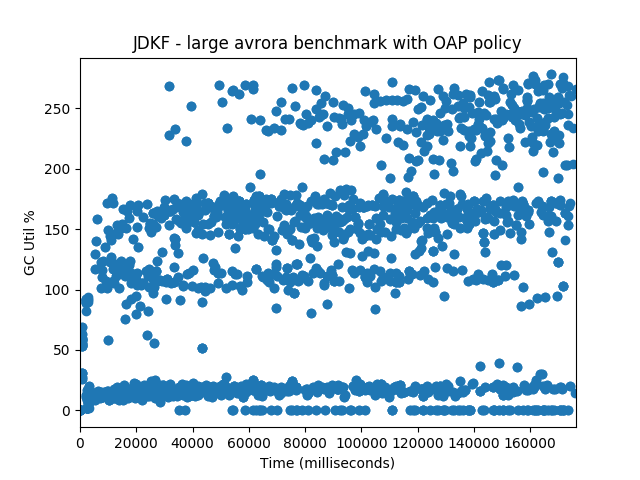 JDKF - large avrora benchmark with OAP policy
GC Util %
250
200
150
100
50
0
0 20000 40000 60000 80000 100000 120000 140000 160000
Time (milliseconds)